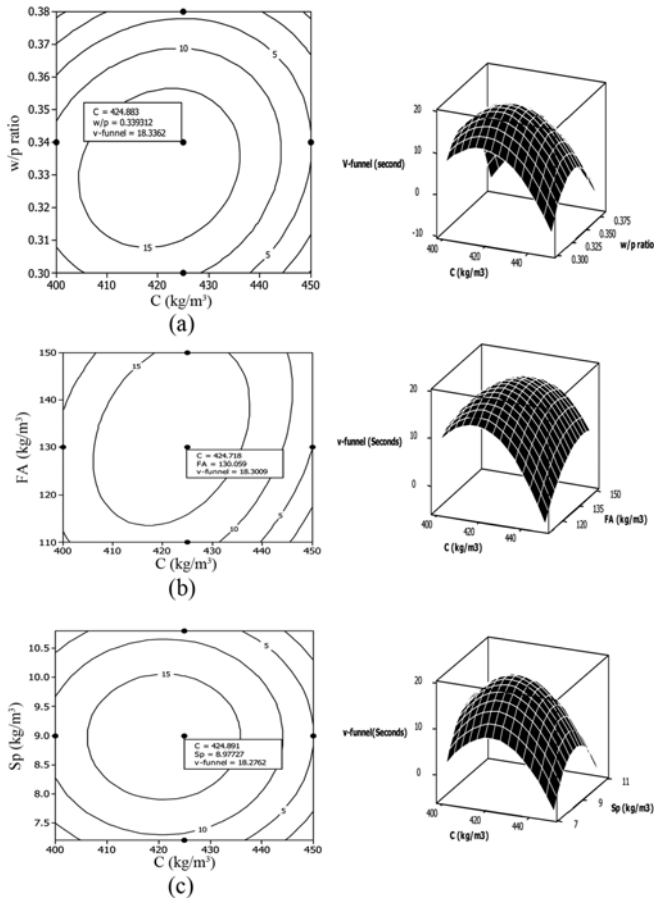 0.38
0.37
0.36
0.35
0.34
0.33
0.32
0.31
0.30
w/p ratio
10
5
C = 424.883
w/p = 0.339312
v-funnel = 18.3362
15
5
400
410
420
430
440
450
C (kg/m³)
(a)
V-funnel (second)
20
10
0
-10
400
420
440
C (kg/m3)
0.300
0.325
0.350
0.375
w/p ratio
150
140
130
120
110
FA (kg/m³)
15
C = 424.718
FA = 130.059
v-funnel = 18.3009
10
5
400
410
420
430
440
450
C (kg/m³)
(b)
v-funnel (Seconds)
20
10
0
400
420
440
C (kg/m3)
120
135
150
FA (kg/m3)
10.5
10.0
9.5
9.0
8.5
8.0
7.5
Sp (kg/m³)
5
15
C = 424.891
Sp = 8.97727
v-funnel = 18.2762
10
5
400
410
420
430
440
450
C (kg/m³)
(c)
v-funnel(Seconds)
20
10
0
400
420
440
C (kg/m3)
7
9
11
Sp (kg/m3)